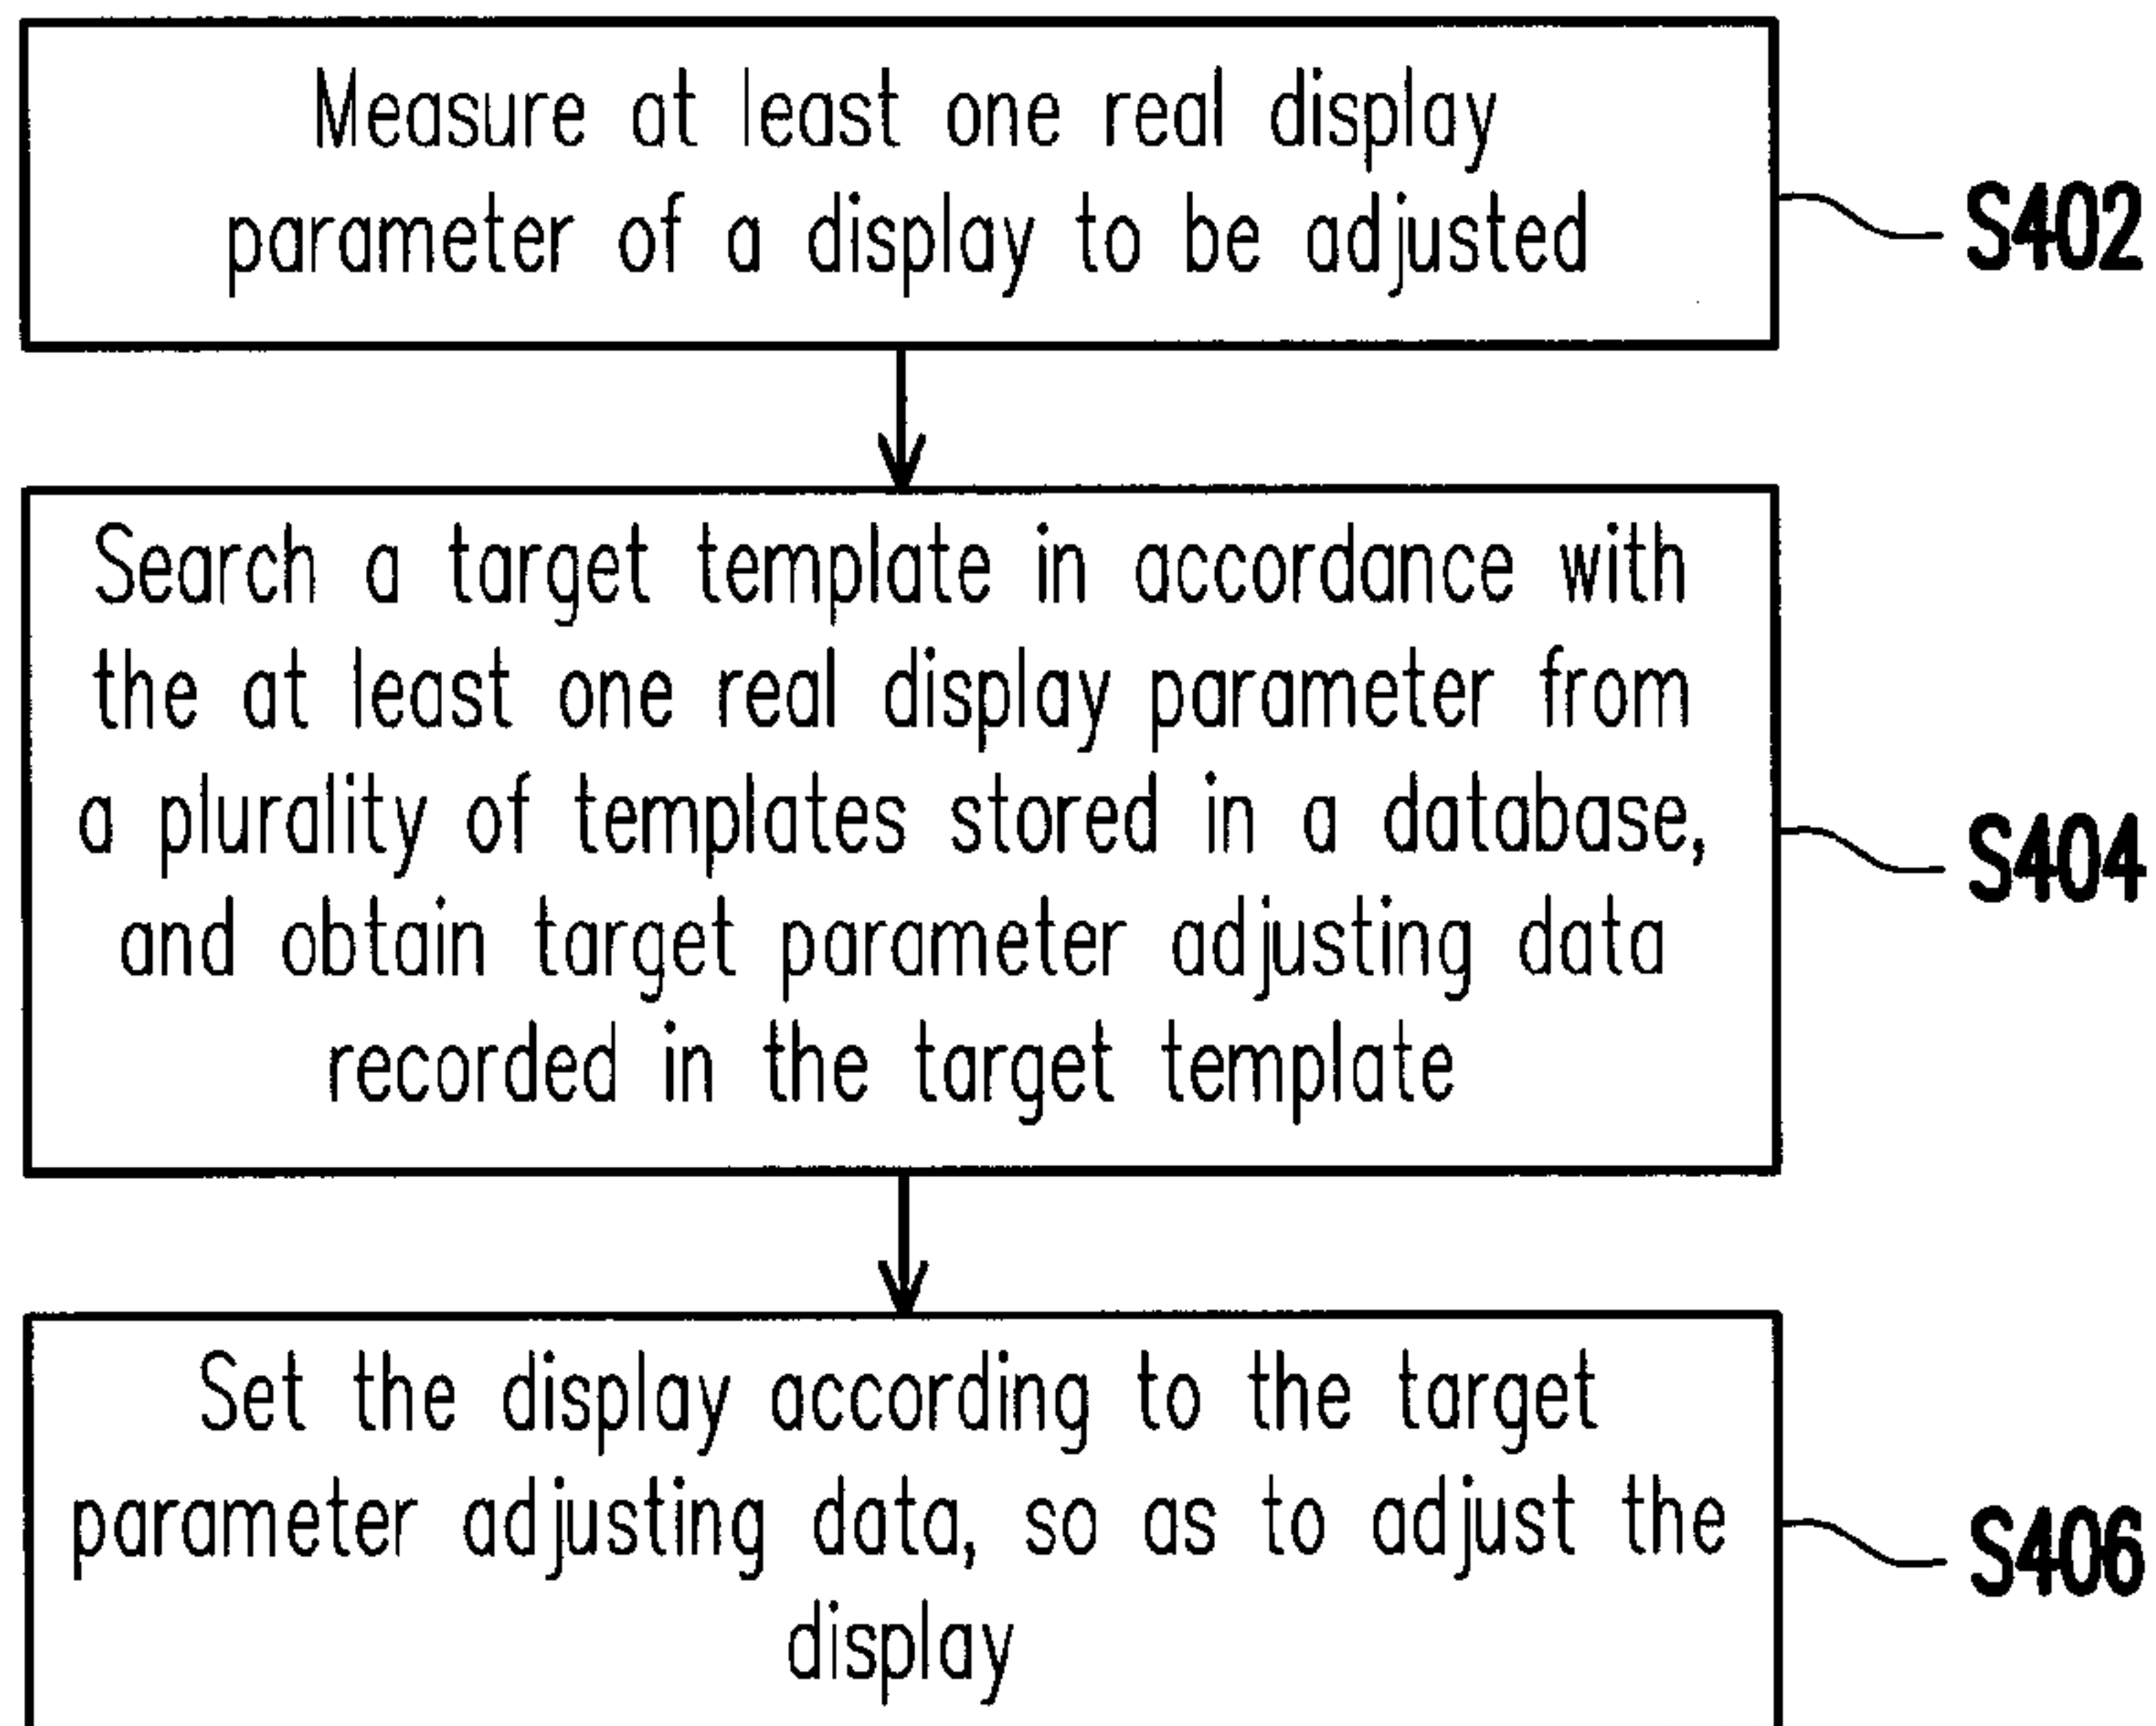 Measure at least one real display
parameter of a display to be adjusted
S402
Search a target template in accordance with
the at least one real display parameter from
a plurality of templates stored in a database,
and obtain target parameter adjusting data
recorded in the target template
S404
Set the display according to the target
parameter adjusting data, so as to adjust the
display
S406